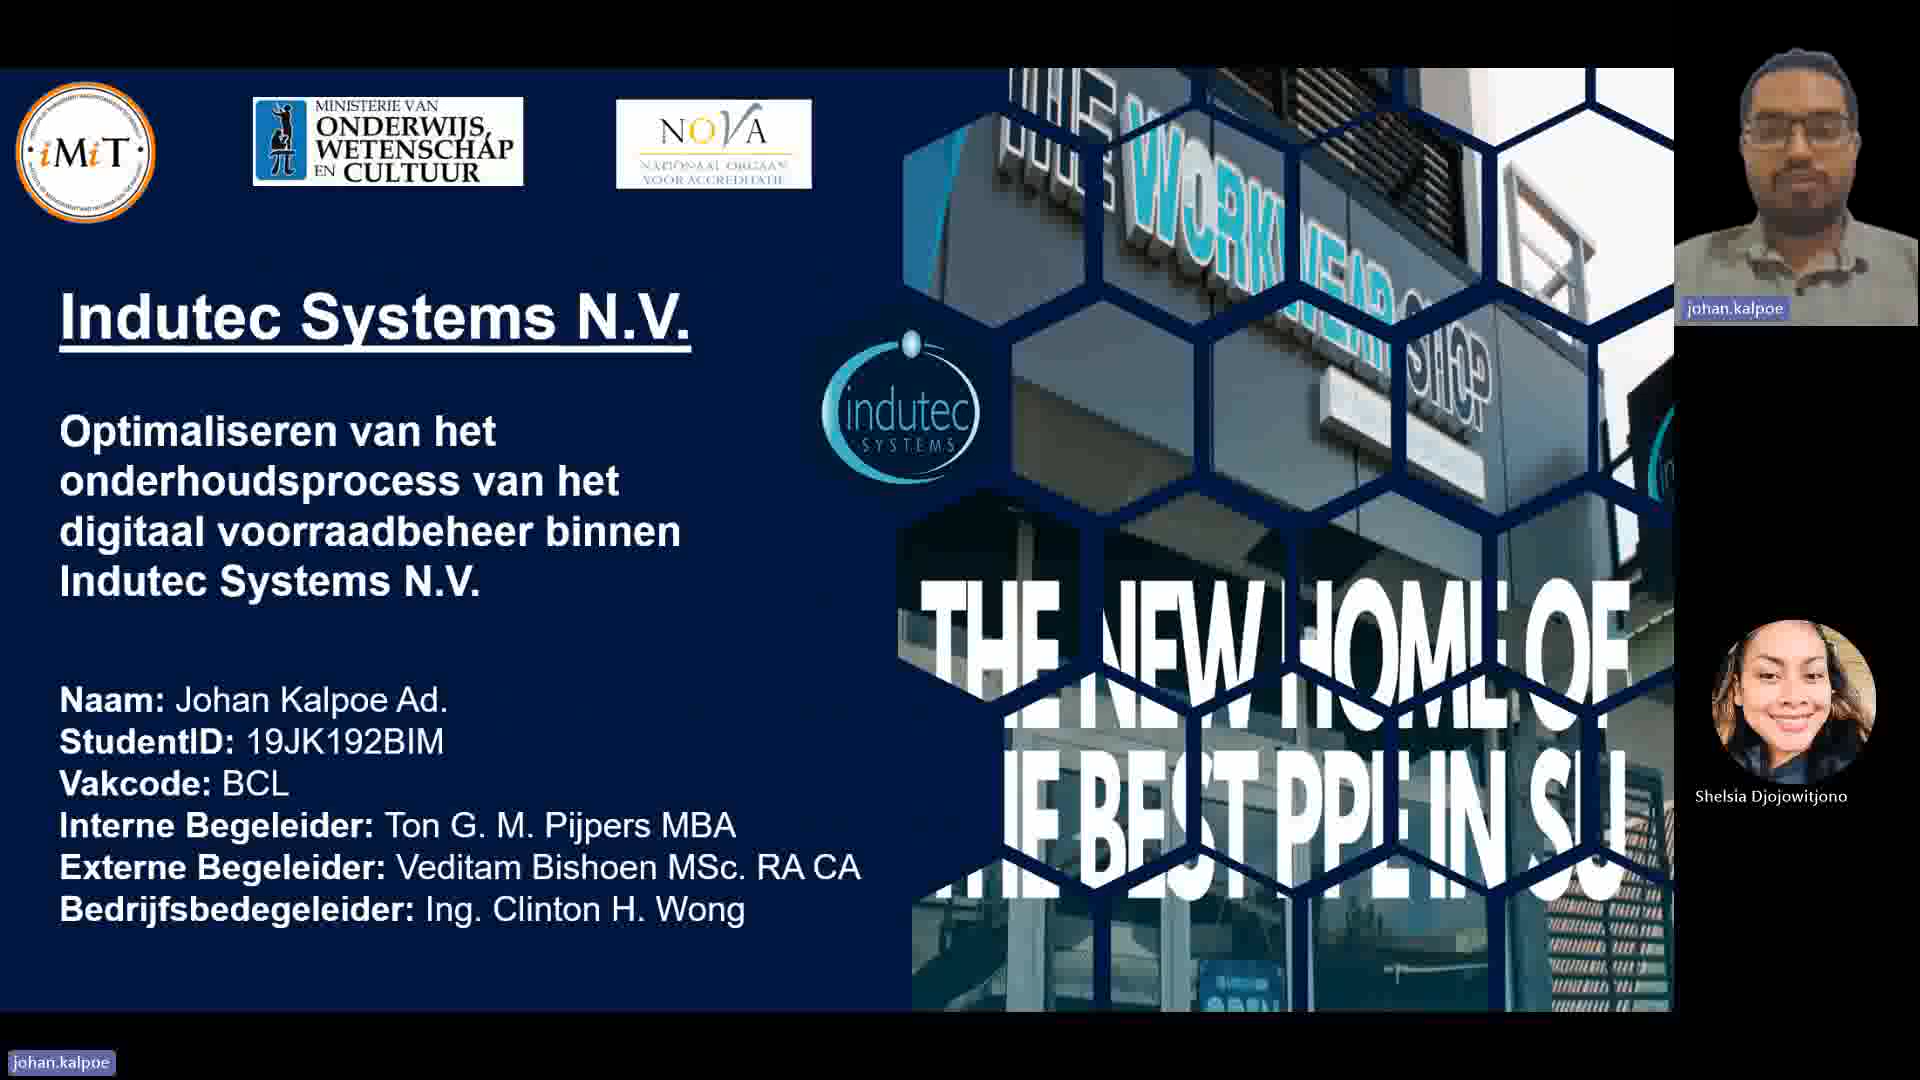 iMiT
MINISTERIE VAN
ONDERWIJS,
WETENSCHAP
EN CULTUUR
NOVA
NATIONAAL ORGAAN
VOOR ACCREDITATIE
Indutec Systems N.V.
Optimaliseren van het
onderhoudsprocess van het
digitaal voorraadbeheer binnen
Indutec Systems N.V.
Naam: Johan Kalpoe Ad.
StudentID: 19JK192BIM
Vakcode: BCL
Interne Begeleider: Ton G. M. Pijpers MBA
Externe Begeleider: Veditam Bishoen MSc. RA CA
Bedrijfsbedegeleider: Ing. Clinton H. Wong
indutec
SYSTEMS
THE WORKWEAR SHOP
THE NEW HOME OF
THE BEST PPE IN SU
OPEN
johan.kalpoe
Shelsia Djojowitjono
johan.kalpoe